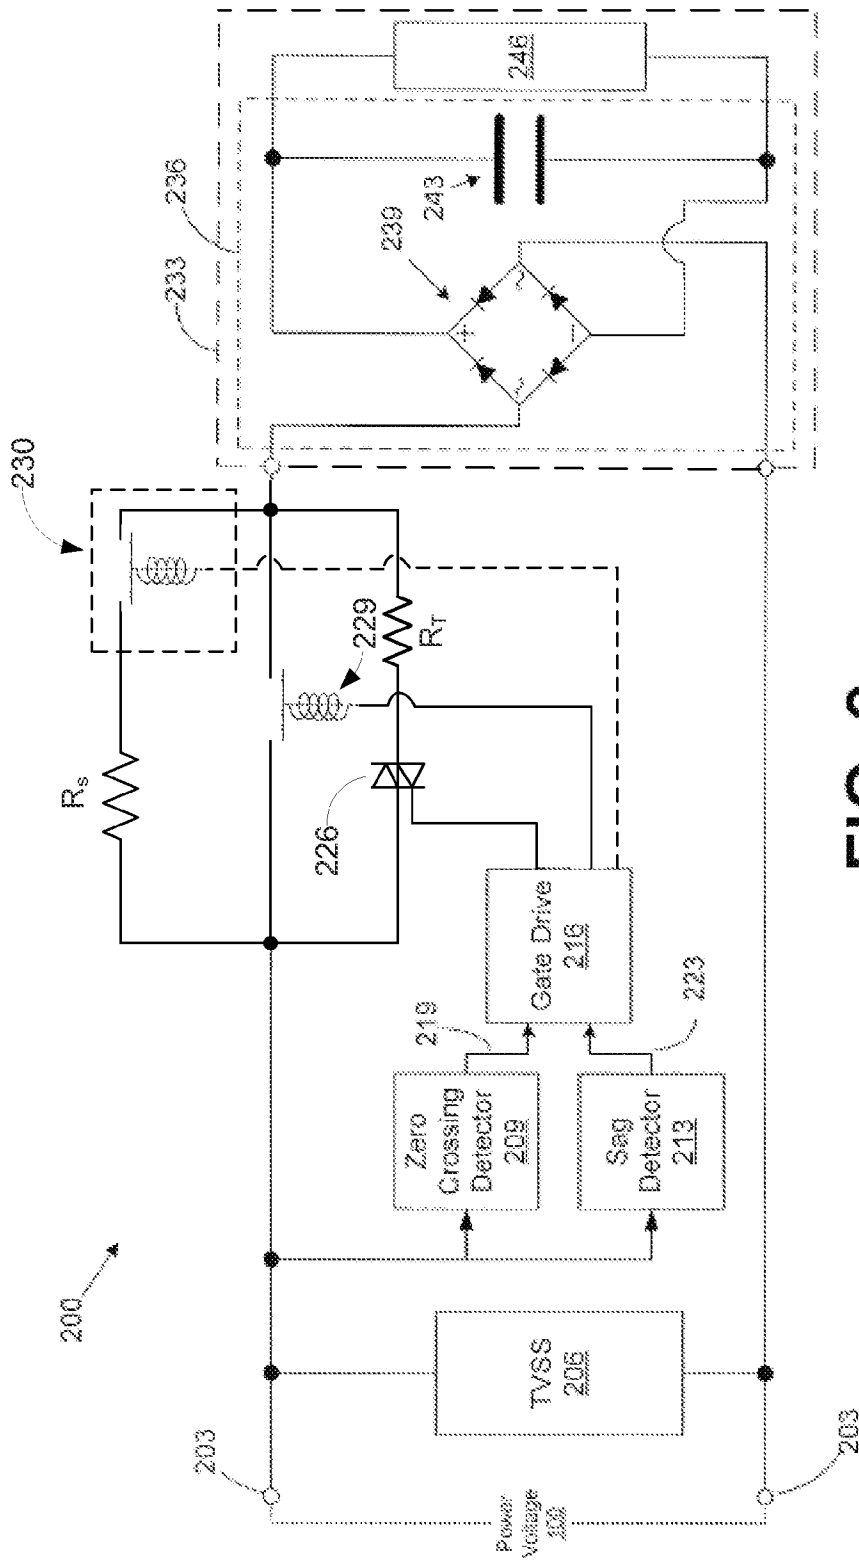 200
203
Power
Voltage
100
203
TVSS
206
Zero
Crossing
Detector
209
Sag
Detector
213
219
223
Gate Drive
216
226
Rs
229
RT
230
233
236
239
+
~
~
−
243
246